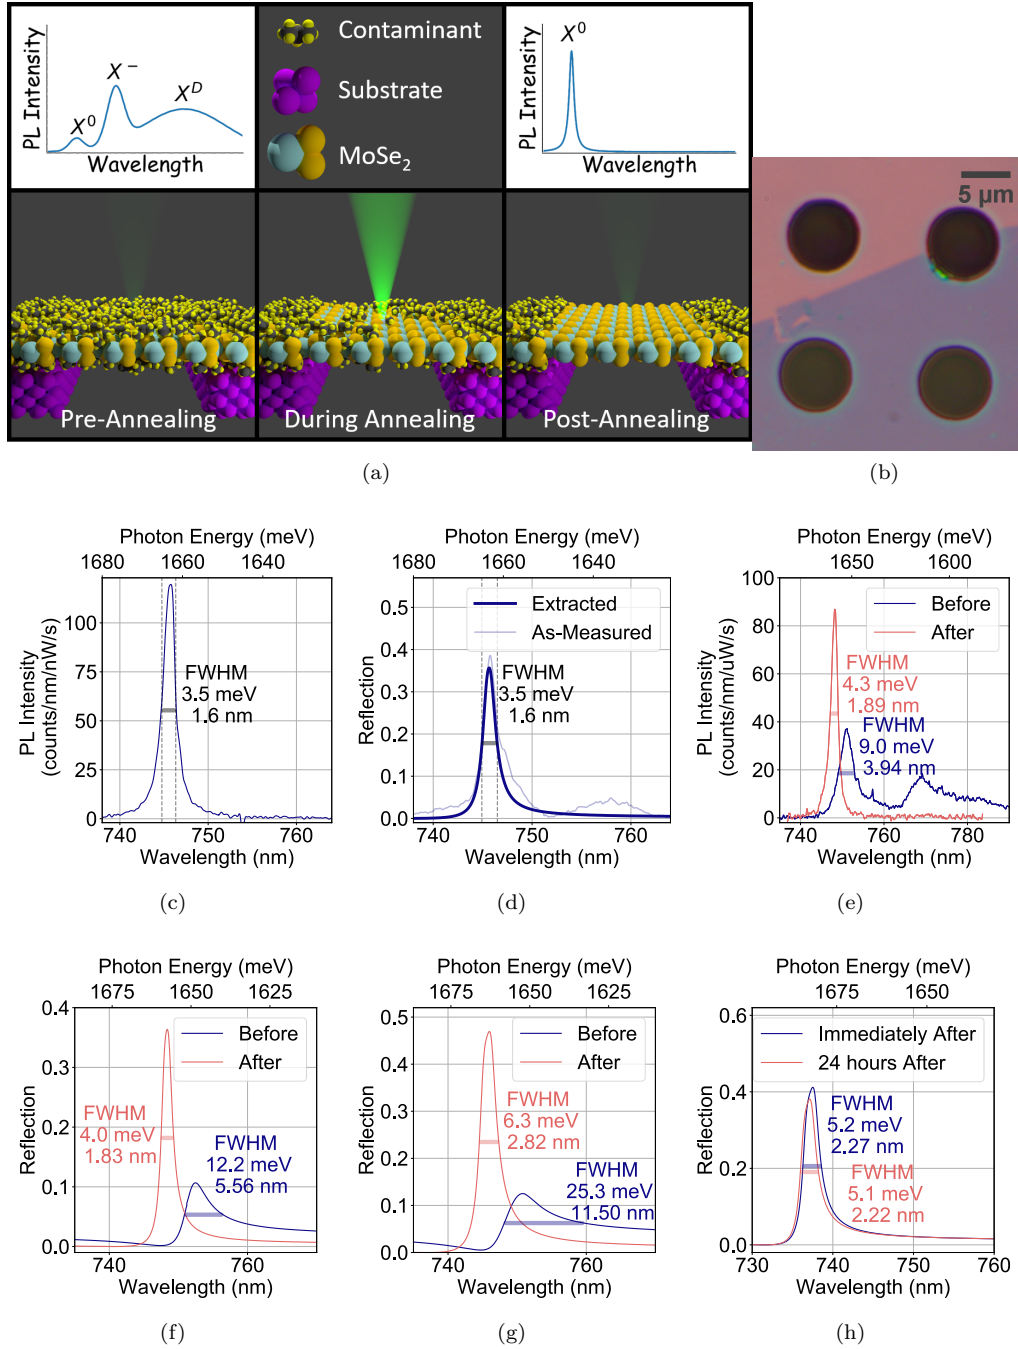 PL Intensity
X⁰
X⁻
Xᴰ
Wavelength
Contaminant
Substrate
MoSe₂
PL Intensity
X⁰
Wavelength
Pre-Annealing
During Annealing
Post-Annealing
5 μm
(a)
(b)
Photon Energy (meV)
1680 1660 1640
PL Intensity
(counts/nm/nW/s)
100
75
50
25
0
FWHM
3.5 meV
1.6 nm
740 750 760
Wavelength (nm)
(c)
Photon Energy (meV)
1680 1660 1640
Reflection
0.5
0.4
0.3
0.2
0.1
0.0
Extracted
As-Measured
FWHM
3.5 meV
1.6 nm
740 750 760
Wavelength (nm)
(d)
Photon Energy (meV)
1650 1600
PL Intensity
(counts/nm/uW/s)
100
80
60
40
20
0
Before
After
FWHM
4.3 meV
1.89 nm
FWHM
9.0 meV
3.94 nm
740 760 780
Wavelength (nm)
(e)
Photon Energy (meV)
1675 1650 1625
Reflection
0.4
0.3
0.2
0.1
0.0
Before
After
FWHM
4.0 meV
1.83 nm
FWHM
12.2 meV
5.56 nm
740 760
Wavelength (nm)
(f)
Photon Energy (meV)
1675 1650 1625
Reflection
0.5
0.4
0.3
0.2
0.1
0.0
Before
After
FWHM
6.3 meV
2.82 nm
FWHM
25.3 meV
11.50 nm
740 760
Wavelength (nm)
(g)
Photon Energy (meV)
1675 1650
Reflection
0.6
0.4
0.2
0.0
Immediately After
24 hours After
FWHM
5.2 meV
2.27 nm
FWHM
5.1 meV
2.22 nm
730 740 750 760
Wavelength (nm)
(h)